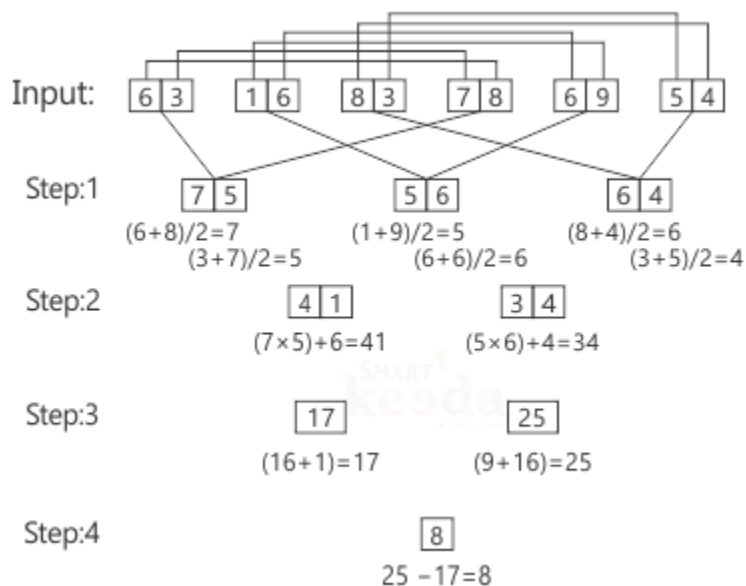 Input: 6 3 1 6 8 3 7 8 6 9 5 4
Step:1 7 5 5 6 6 4
(6+8)/2=7 (1+9)/2=5 (8+4)/2=6
(3+7)/2=5 (6+6)/2=6 (3+5)/2=4
Step:2 4 1 3 4
(7×5)+6=41 (5×6)+4=34
SMART
keeda
Step:3 17 25
(16+1)=17 (9+16)=25
Step:4 8
25 –17=8